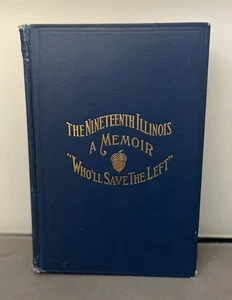 THE NINETEENTH ILLINOIS
A MEMOIR
"WHO'LL SAVE THE LEFT"